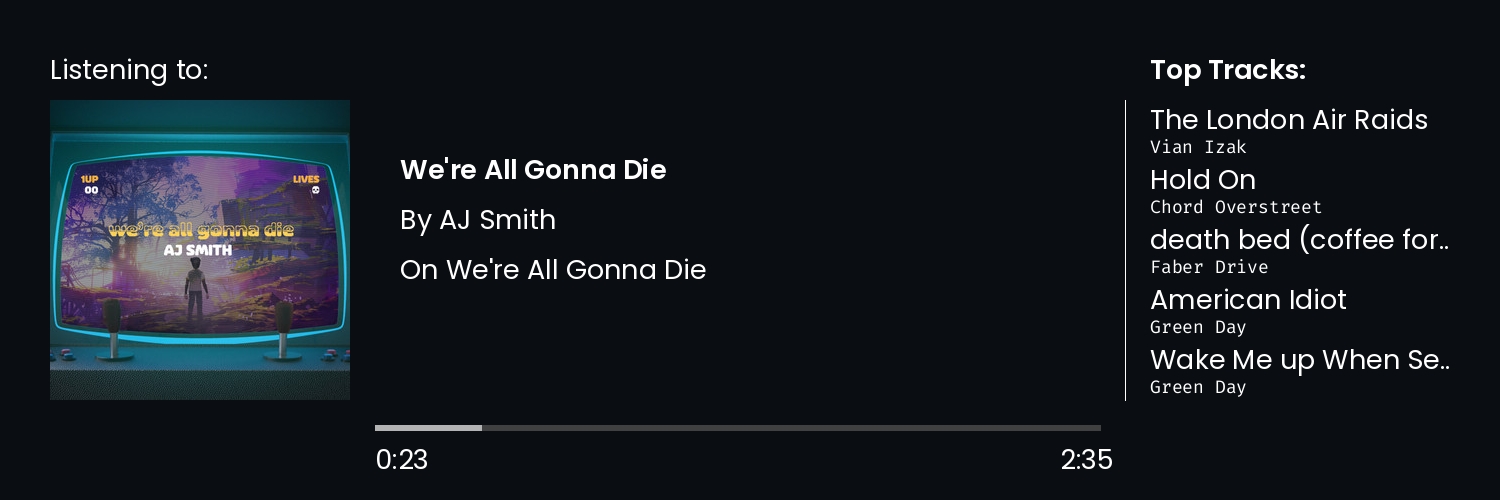 Listening to:
1UP
00
LIVES
we're all gonna die
AJ SMITH
We're All Gonna Die
By AJ Smith
On We're All Gonna Die
0:23
2:35
Top Tracks:
The London Air Raids
Vian Izak
Hold On
Chord Overstreet
death bed (coffee for..
Faber Drive
American Idiot
Green Day
Wake Me up When Se..
Green Day